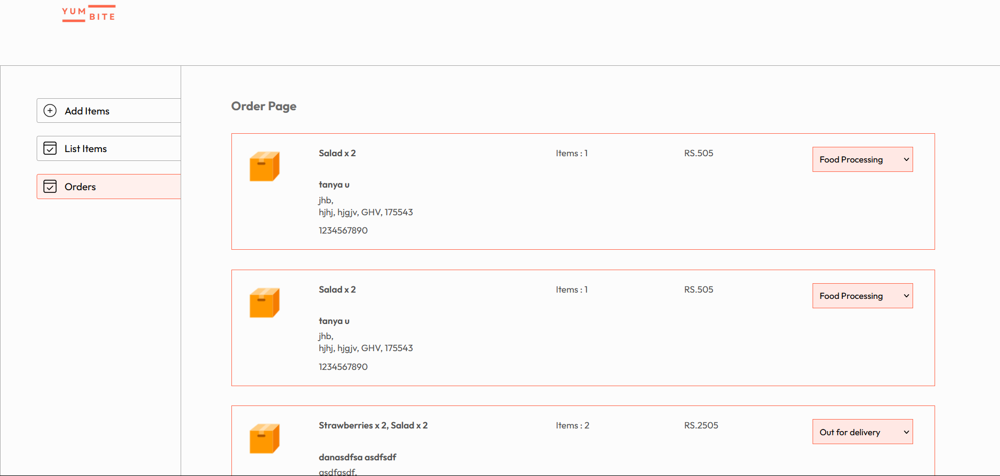 YUM
BITE
Add Items
List Items
Orders
Order Page
Salad x 2 Items : 1 RS.505 Food Processing
tanya u
jhb,
hjhj, hjgjv, GHV, 175543
1234567890
Salad x 2 Items : 1 RS.505 Food Processing
tanya u
jhb,
hjhj, hjgjv, GHV, 175543
1234567890
Strawberries x 2, Salad x 2 Items : 2 RS.2505 Out for delivery
danasdfsa asdfsdf
asdfasdf,